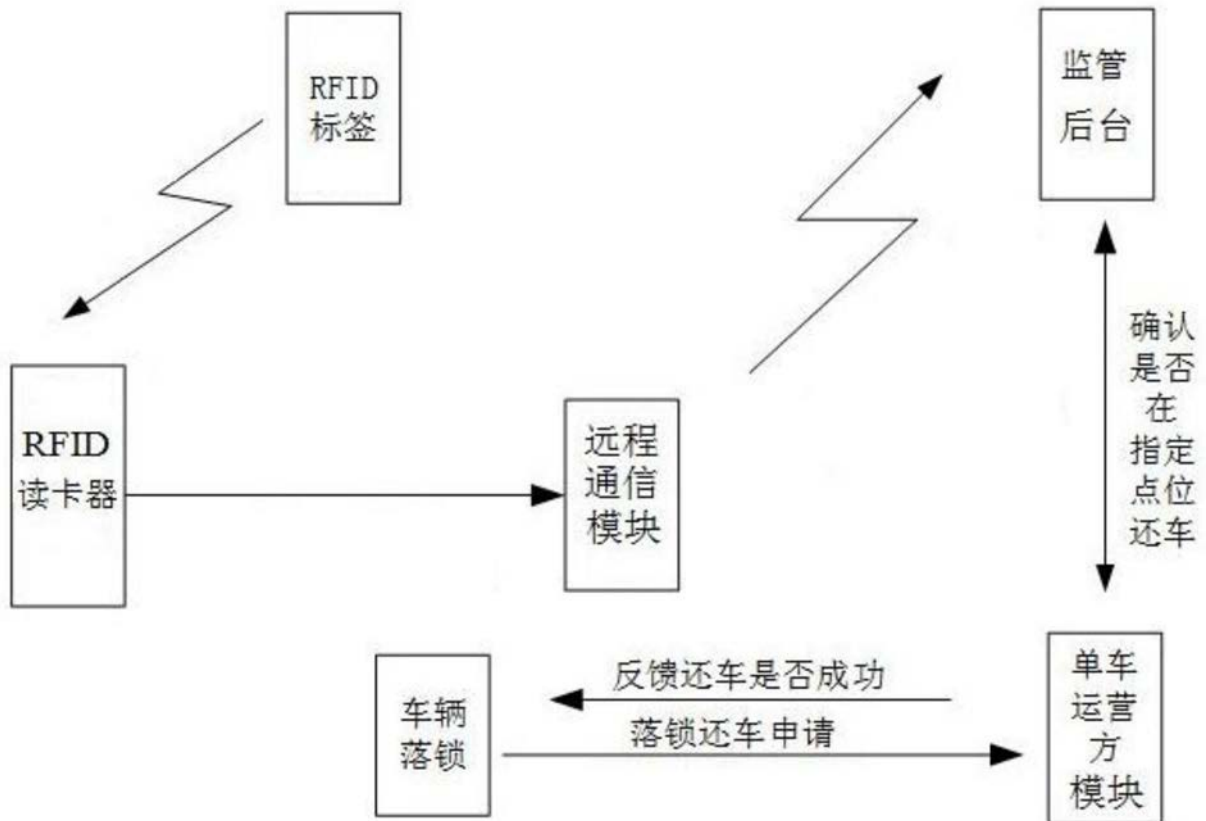 RFID
标签
监管
后台
确认
是否
在
指定
点位
还车
RFID
读卡器
远程
通信
模块
反馈还车是否成功
落锁还车申请
车辆
落锁
单车
运营
方
模块